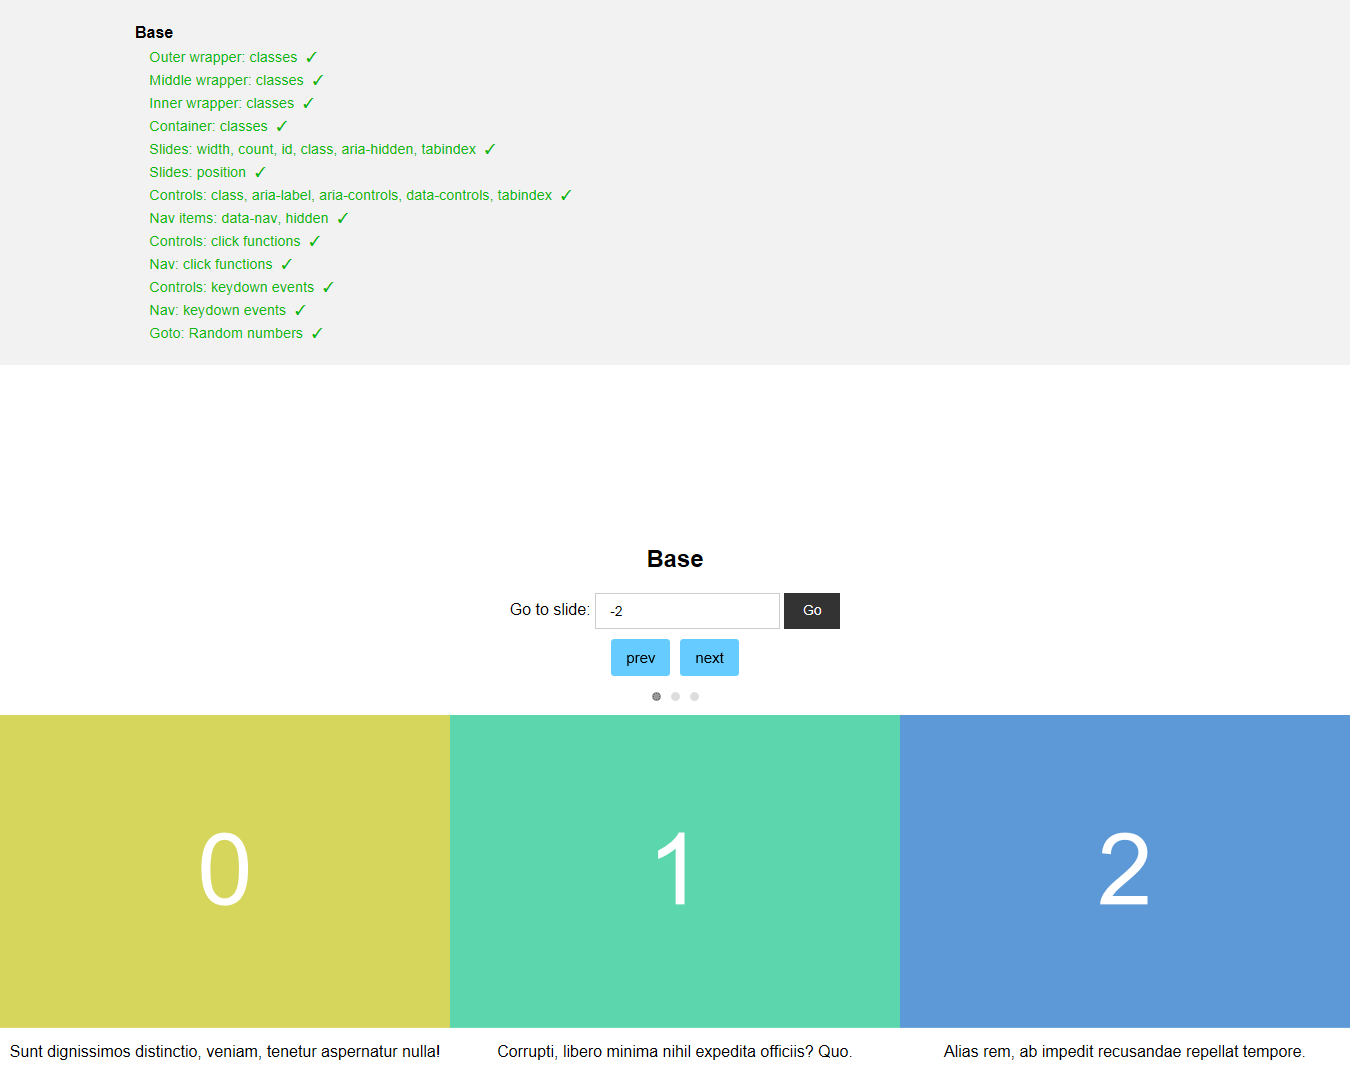 Base
Outer wrapper: classes ✓
Middle wrapper: classes ✓
Inner wrapper: classes ✓
Container: classes ✓
Slides: width, count, id, class, aria-hidden, tabindex ✓
Slides: position ✓
Controls: class, aria-label, aria-controls, data-controls, tabindex ✓
Nav items: data-nav, hidden ✓
Controls: click functions ✓
Nav: click functions ✓
Controls: keydown events ✓
Nav: keydown events ✓
Goto: Random numbers ✓
Base
Go to slide: -2 Go
prev next
0 1 2
Sunt dignissimos distinctio, veniam, tenetur aspernatur nulla! Corrupti, libero minima nihil expedita officiis? Quo. Alias rem, ab impedit recusandae repellat tempore.